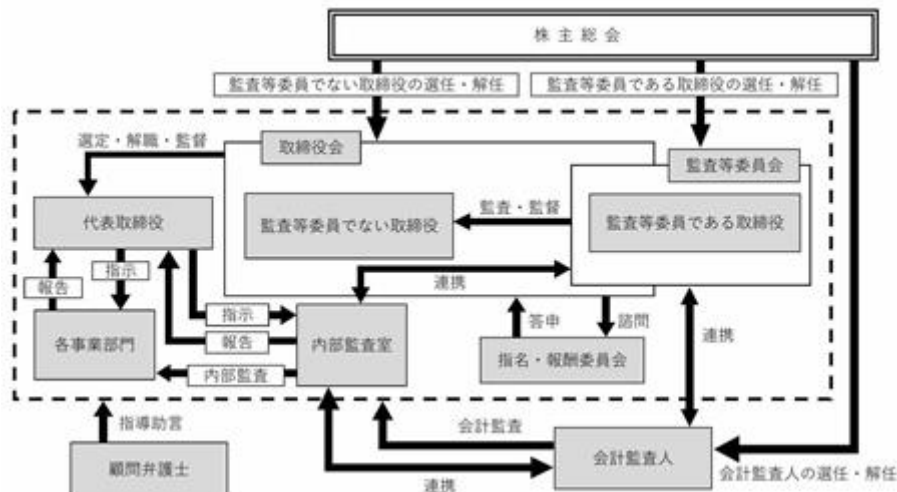 株主総会
監査等委員でない取締役の選任・解任
監査等委員である取締役の選任・解任
選定・解職・監督
取締役会
監査等委員会
代表取締役
監査等委員でない取締役
監査・監督
監査等委員である取締役
報告
指示
連携
各事業部門
指示
報告
内部監査
内部監査室
答申
諮問
指名・報酬委員会
連携
指導助言
顧問弁護士
会計監査
連携
会計監査人
会計監査人の選任・解任